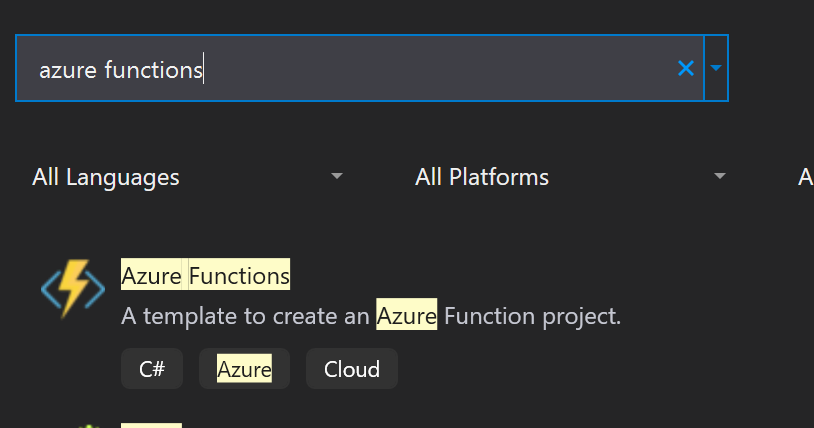 azure functions
All Languages All Platforms A
Azure Functions
A template to create an Azure Function project.
C# Azure Cloud